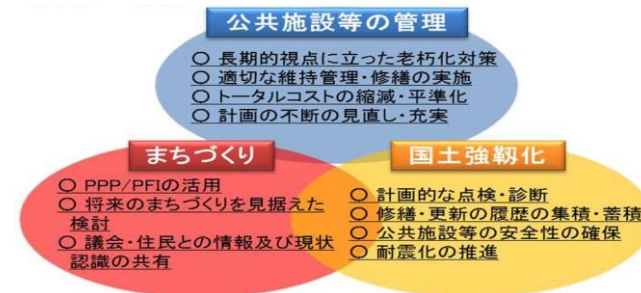 公共施設等の管理
○ 長期的視点に立った老朽化対策
○ 適切な維持管理・修繕の実施
○ トータルコストの縮減・平準化
○ 計画の不断の見直し・充実
まちづくり
○ PPP/PFIの活用
○ 将来のまちづくりを見据えた
検討
○ 議会・住民との情報及び現状
認識の共有
国土強靱化
○ 計画的な点検・診断
○ 修繕・更新の履歴の集積・蓄積
○ 公共施設等の安全性の確保
○ 耐震化の推進